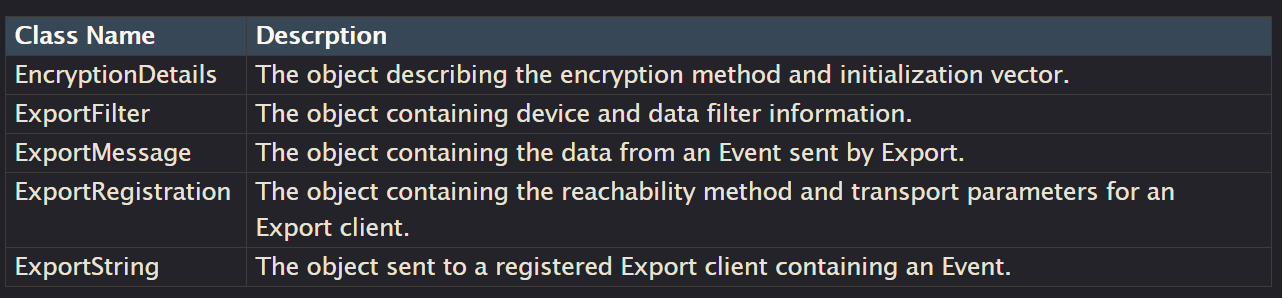 Class Name Descrption
EncryptionDetails The object describing the encryption method and initialization vector.
ExportFilter The object containing device and data filter information.
ExportMessage The object containing the data from an Event sent by Export.
ExportRegistration The object containing the reachability method and transport parameters for an
Export client.
ExportString The object sent to a registered Export client containing an Event.